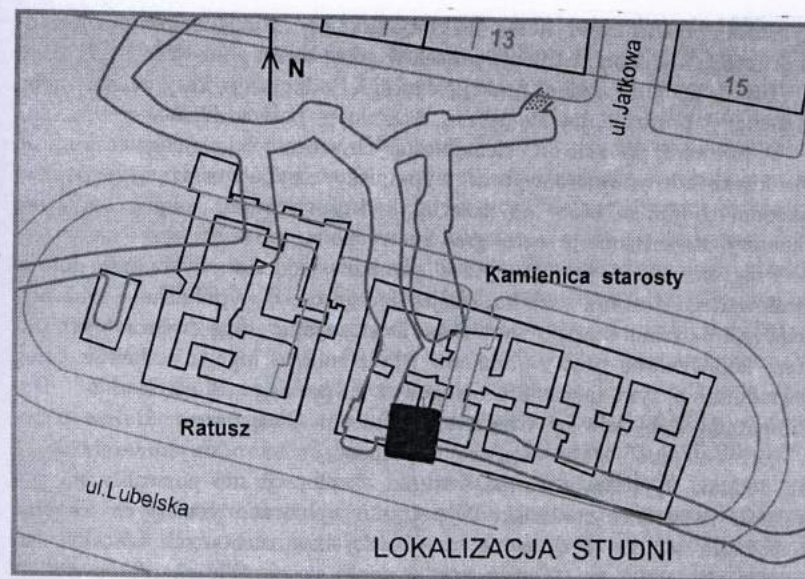 13
N
ul.Jatkowa
15
Kamienica starosty
Ratusz
ul.Lubelska
LOKALIZACJA STUDNI